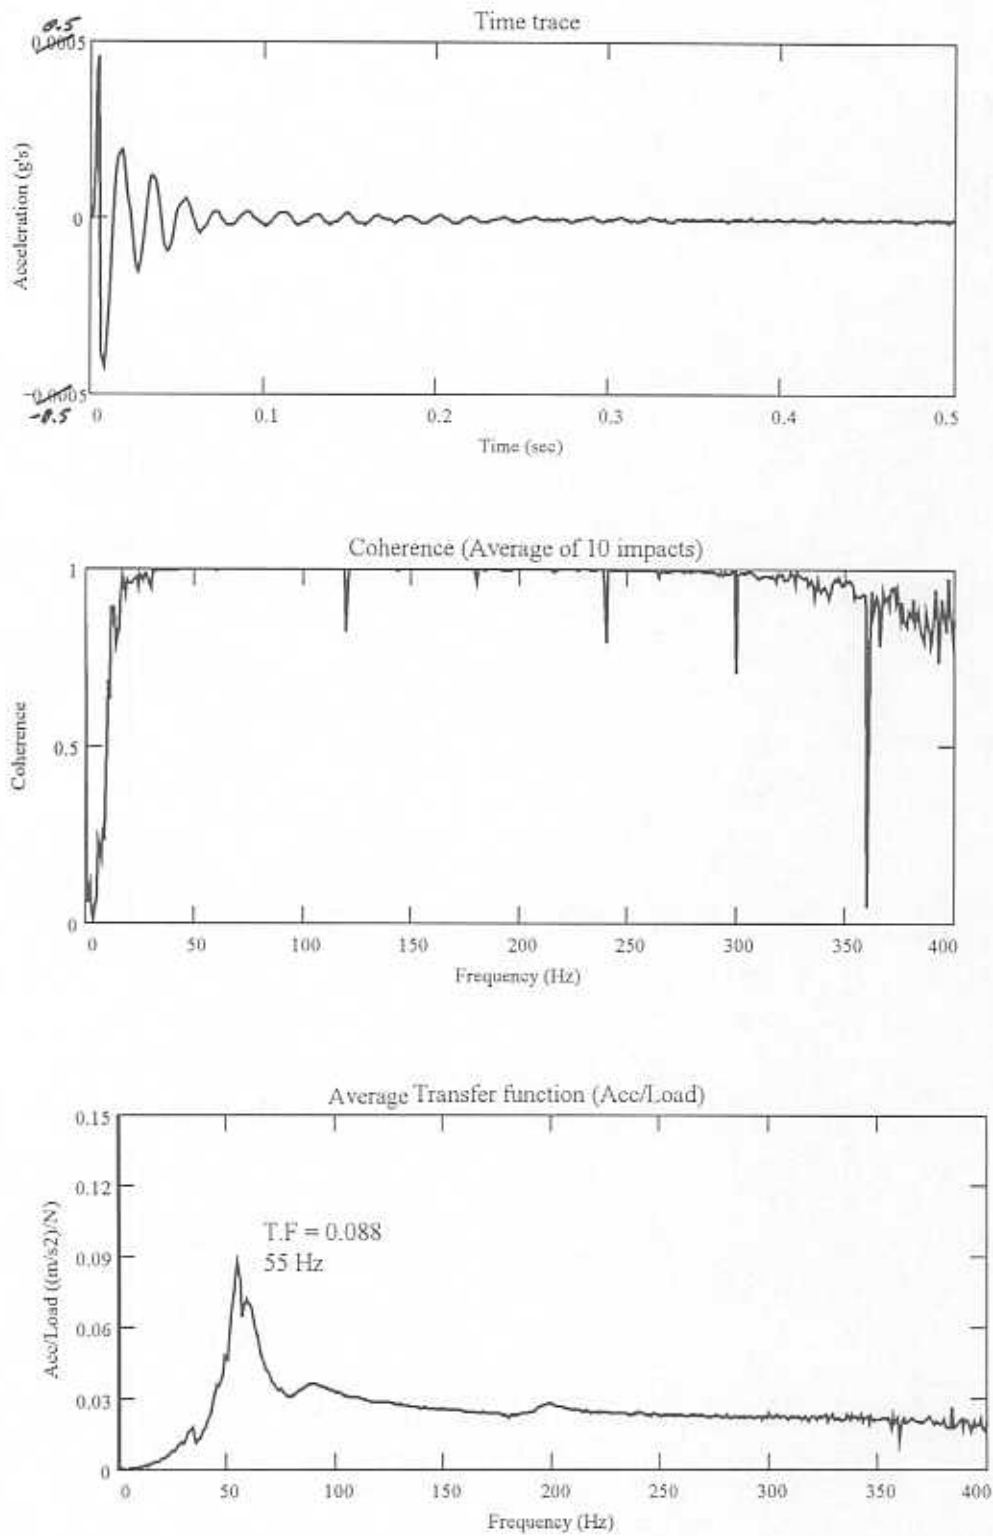 Time trace
0.5
0.0005
Acceleration (g's)
0
-0.0005
-0.5
0 0.1 0.2 0.3 0.4 0.5
Time (sec)
Coherence (Average of 10 impacts)
1
Coherence
0.5
0
0 50 100 150 200 250 300 350 400
Frequency (Hz)
Average Transfer function (Acc/Load)
0.15
0.12
T.F = 0.088
0.09
55 Hz
Acc/Load ((m/s2)/N)
0.06
0.03
0
0 50 100 150 200 250 300 350 400
Frequency (Hz)